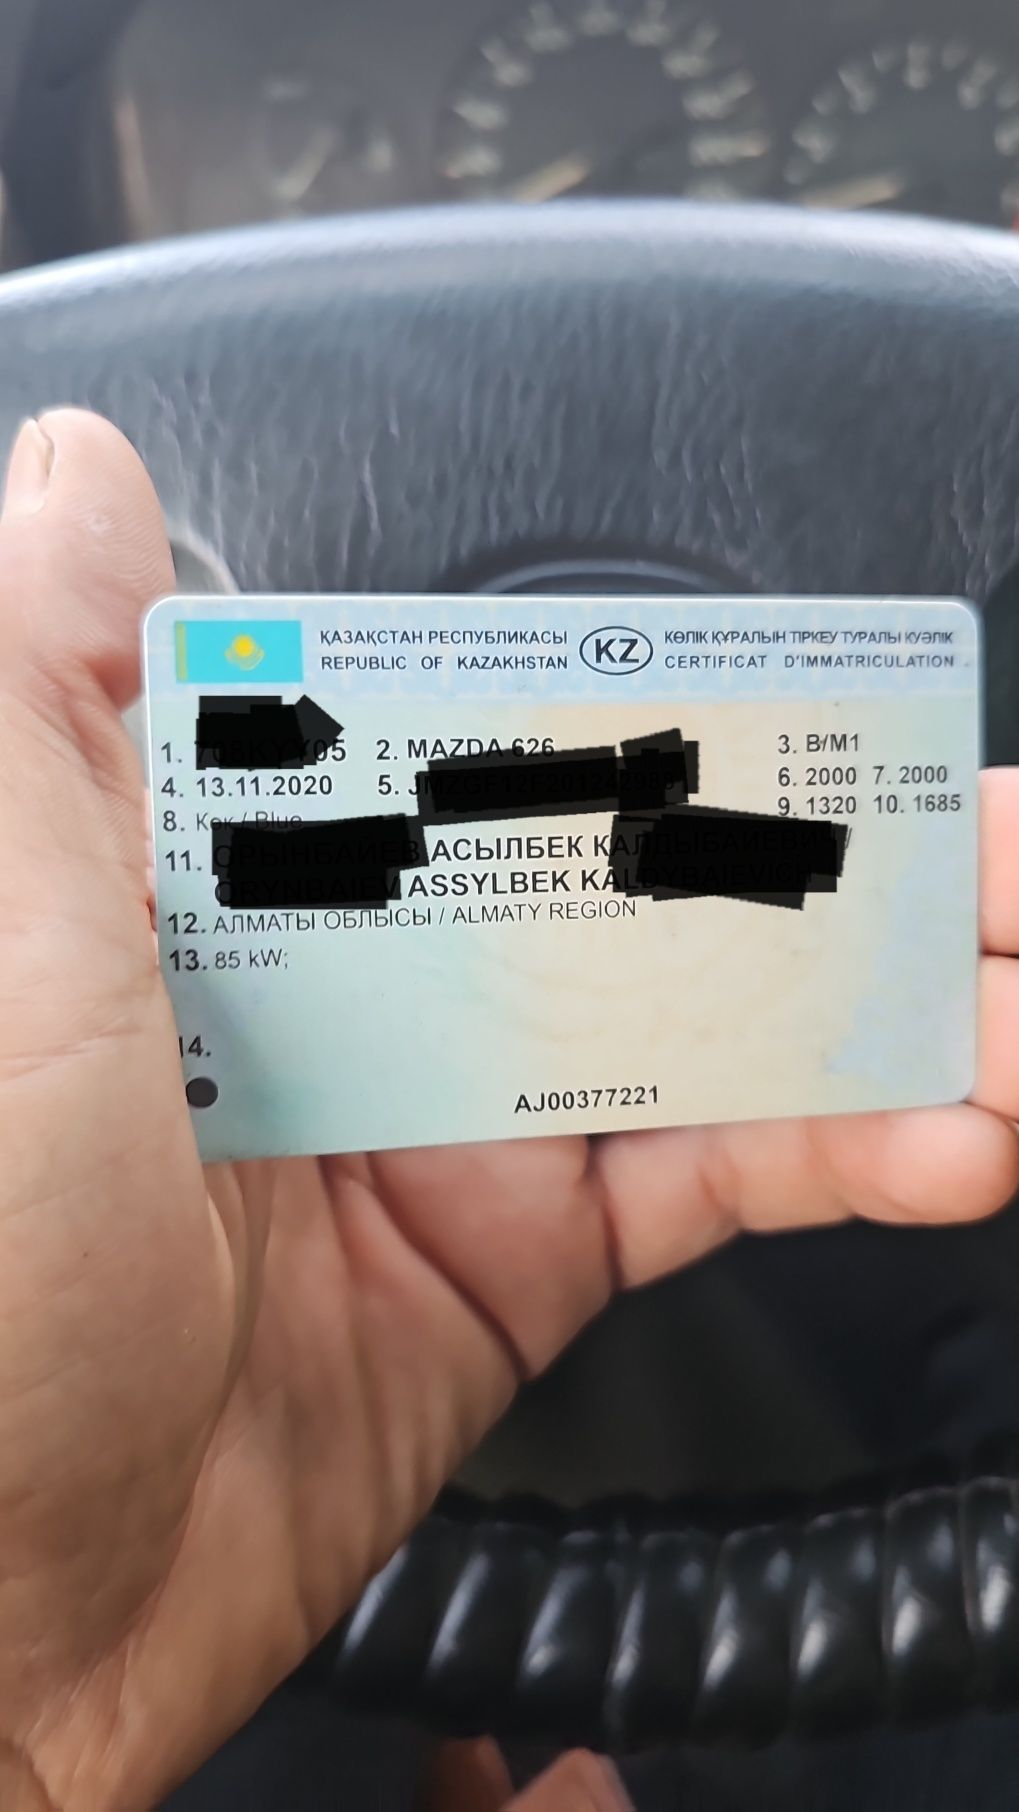 ҚАЗАҚСТАН РЕСПУБЛИКАСЫ
REPUBLIC OF KAZAKHSTAN
KZ
КӨЛІК ҚҰРАЛЫН ТІРКЕУ ТУРАЛЫ КУӘЛІК
CERTIFICAT D'IMMATRICULATION
1. 2. MAZDA 626 3. B/M1
4. 13.11.2020 5. 6. 2000 7. 2000
8. Көк / Blue 9. 1320 10. 1685
11. АСЫЛБЕК
ASSYLBEK
12. АЛМАТЫ ОБЛЫСЫ / ALMATY REGION
13. 85 kW;
14.
AJ00377221